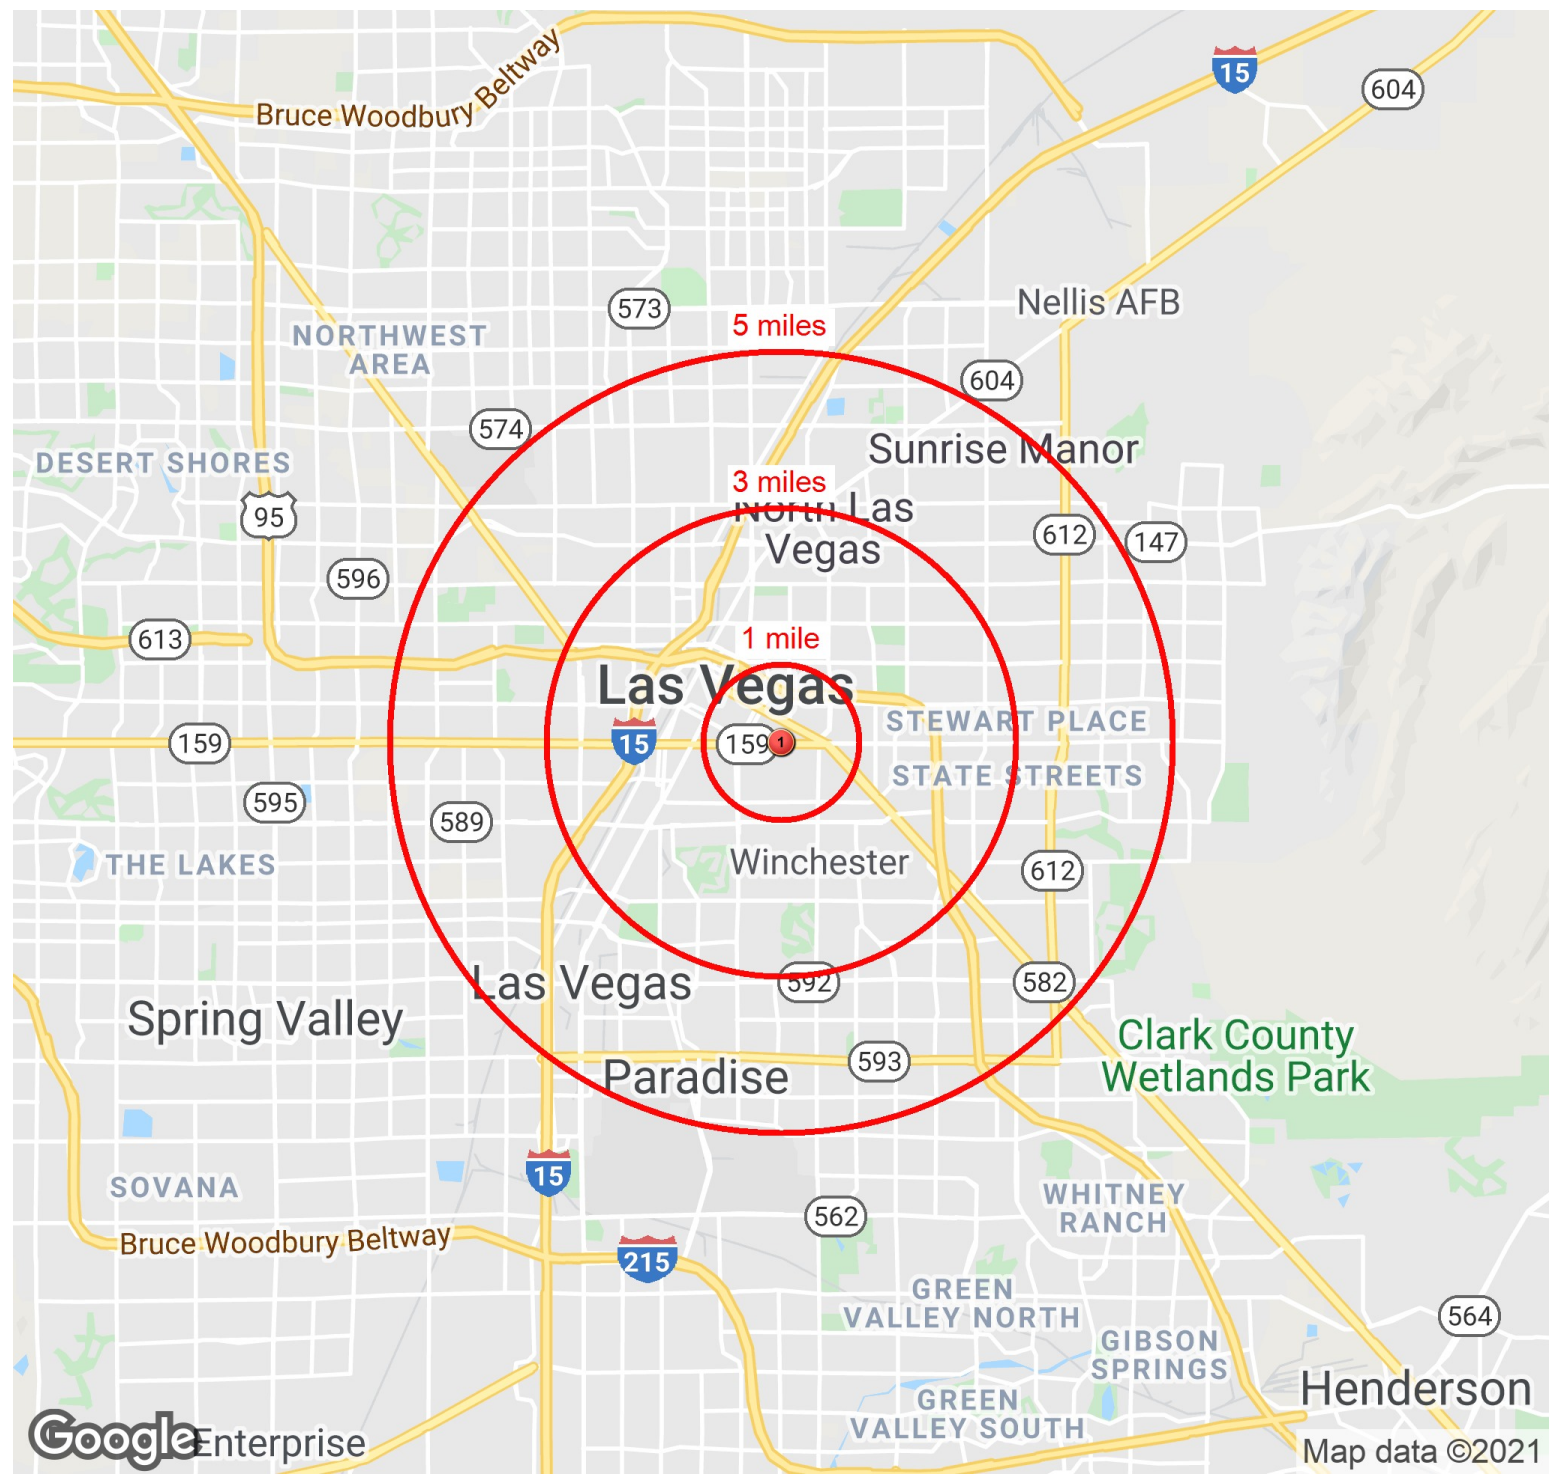 Bruce Woodbury Beltway
15
604
Nellis AFB
573
5 miles
NORTHWEST
AREA
604
574
Sunrise Manor
DESERT SHORES
3 miles
95
North Las
Vegas
612
147
596
613
1 mile
Las Vegas
STEWART PLACE
159
15
159
1
STATE STREETS
595
589
THE LAKES
Winchester
612
Las Vegas
592
582
Spring Valley
Clark County
Wetlands Park
593
Paradise
15
SOVANA
WHITNEY
RANCH
562
Bruce Woodbury Beltway
215
GREEN
VALLEY NORTH
564
GIBSON
SPRINGS
Henderson
GREEN
VALLEY SOUTH
Google
Enterprise
Map data ©2021